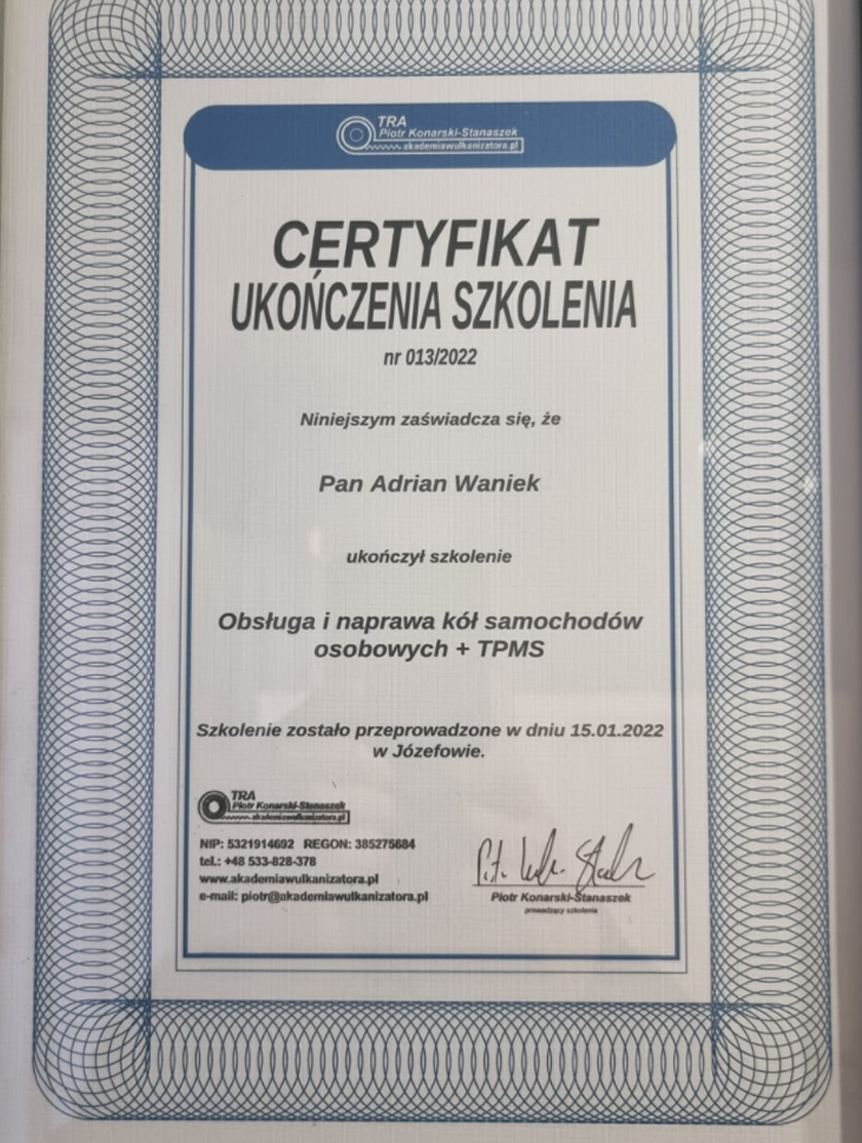 TRA
Piotr Konarski-Stanaszek
akademiawulkanizatora.pl
CERTYFIKAT
UKOŃCZENIA SZKOLENIA
nr 013/2022
Niniejszym zaświadcza się, że
Pan Adrian Waniek
ukończył szkolenie
Obsługa i naprawa kół samochodów
osobowych + TPMS
Szkolenie zostało przeprowadzone w dniu 15.01.2022
w Józefowie.
TRA
Piotr Konarski-Stanaszek
akademiawulkanizatora.pl
NIP: 5321914692 REGON: 385275684
tel.: +48 533-828-378
www.akademiawulkanizatora.pl
e-mail: piotr@akademiawulkanizatora.pl
Piotr Konarski-Stanaszek
prowadzący szkolenie